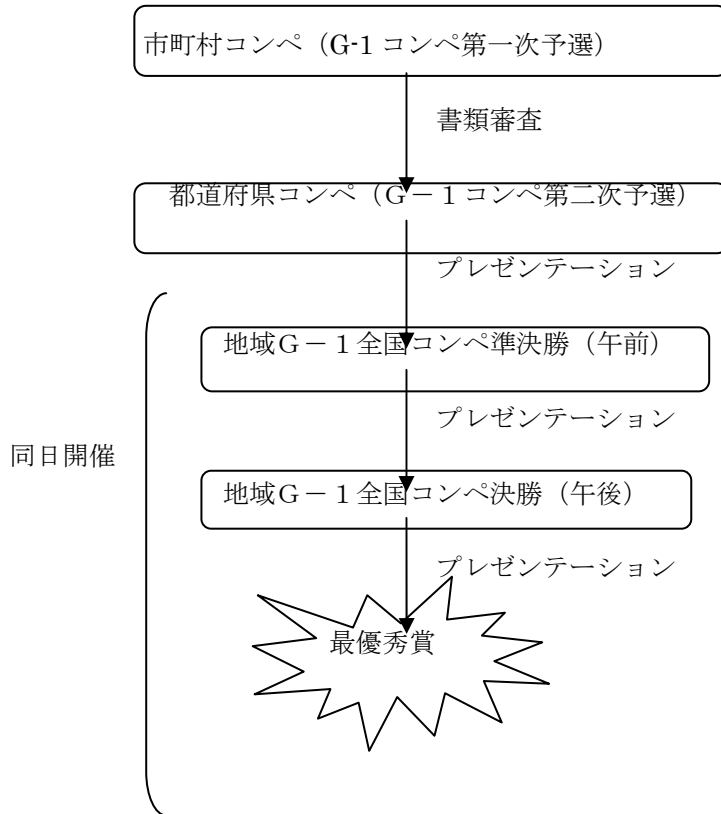 市町村コンペ（G-1 コンペ第一次予選）
書類審査
都道府県コンペ（Ｇ－１コンペ第二次予選）
プレゼンテーション
地域Ｇ－１全国コンペ準決勝（午前）
プレゼンテーション
同日開催
地域Ｇ－１全国コンペ決勝（午後）
プレゼンテーション
最優秀賞